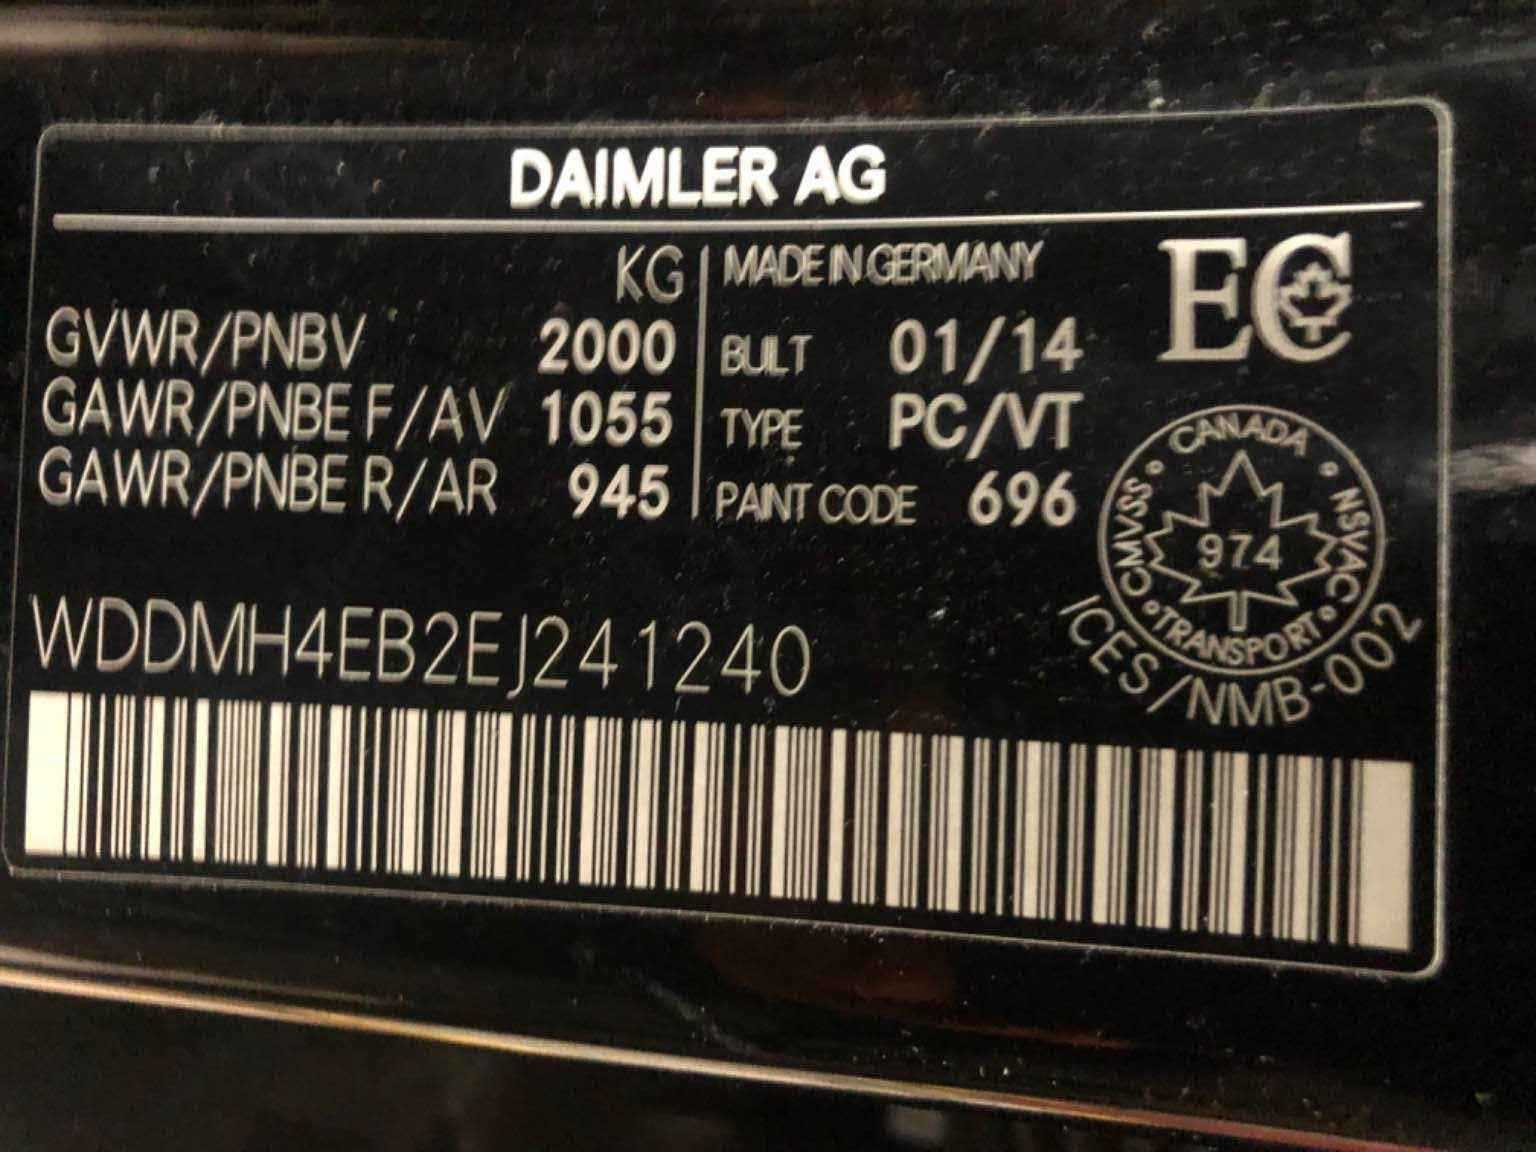 DAIMLER AG
KG
GVWR/PNBV 2000
GAWR/PNBE F/AV 1055
GAWR/PNBE R/AR 945
MADE IN GERMANY
BUILT 01/14
TYPE PC/VT
PAINT CODE 696
EC
CANADA
CMVSS
NSVAC
974
TRANSPORT
ICES/NMB-002
WDDMH4EB2EJ241240